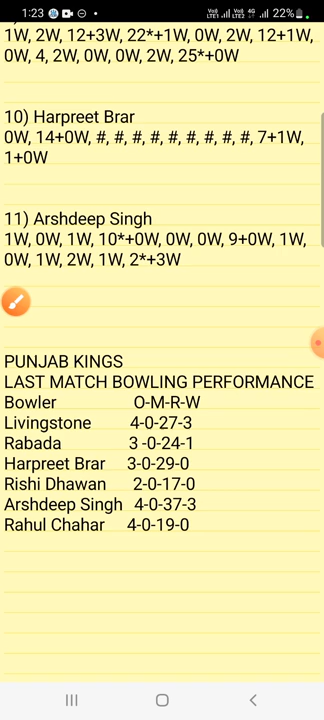 1:23 22%
1W, 2W, 12+3W, 22*+1W, 0W, 2W, 12+1W,
0W, 4, 2W, 0W, 0W, 2W, 25*+0W
10) Harpreet Brar
0W, 14+0W, #, #, #, #, #, #, #, #, #, 7+1W,
1+0W
11) Arshdeep Singh
1W, 0W, 1W, 10*+0W, 0W, 0W, 9+0W, 1W,
0W, 1W, 2W, 1W, 2*+3W
PUNJAB KINGS
LAST MATCH BOWLING PERFORMANCE
Bowler O-M-R-W
Livingstone 4-0-27-3
Rabada 3 -0-24-1
Harpreet Brar 3-0-29-0
Rishi Dhawan 2-0-17-0
Arshdeep Singh 4-0-37-3
Rahul Chahar 4-0-19-0